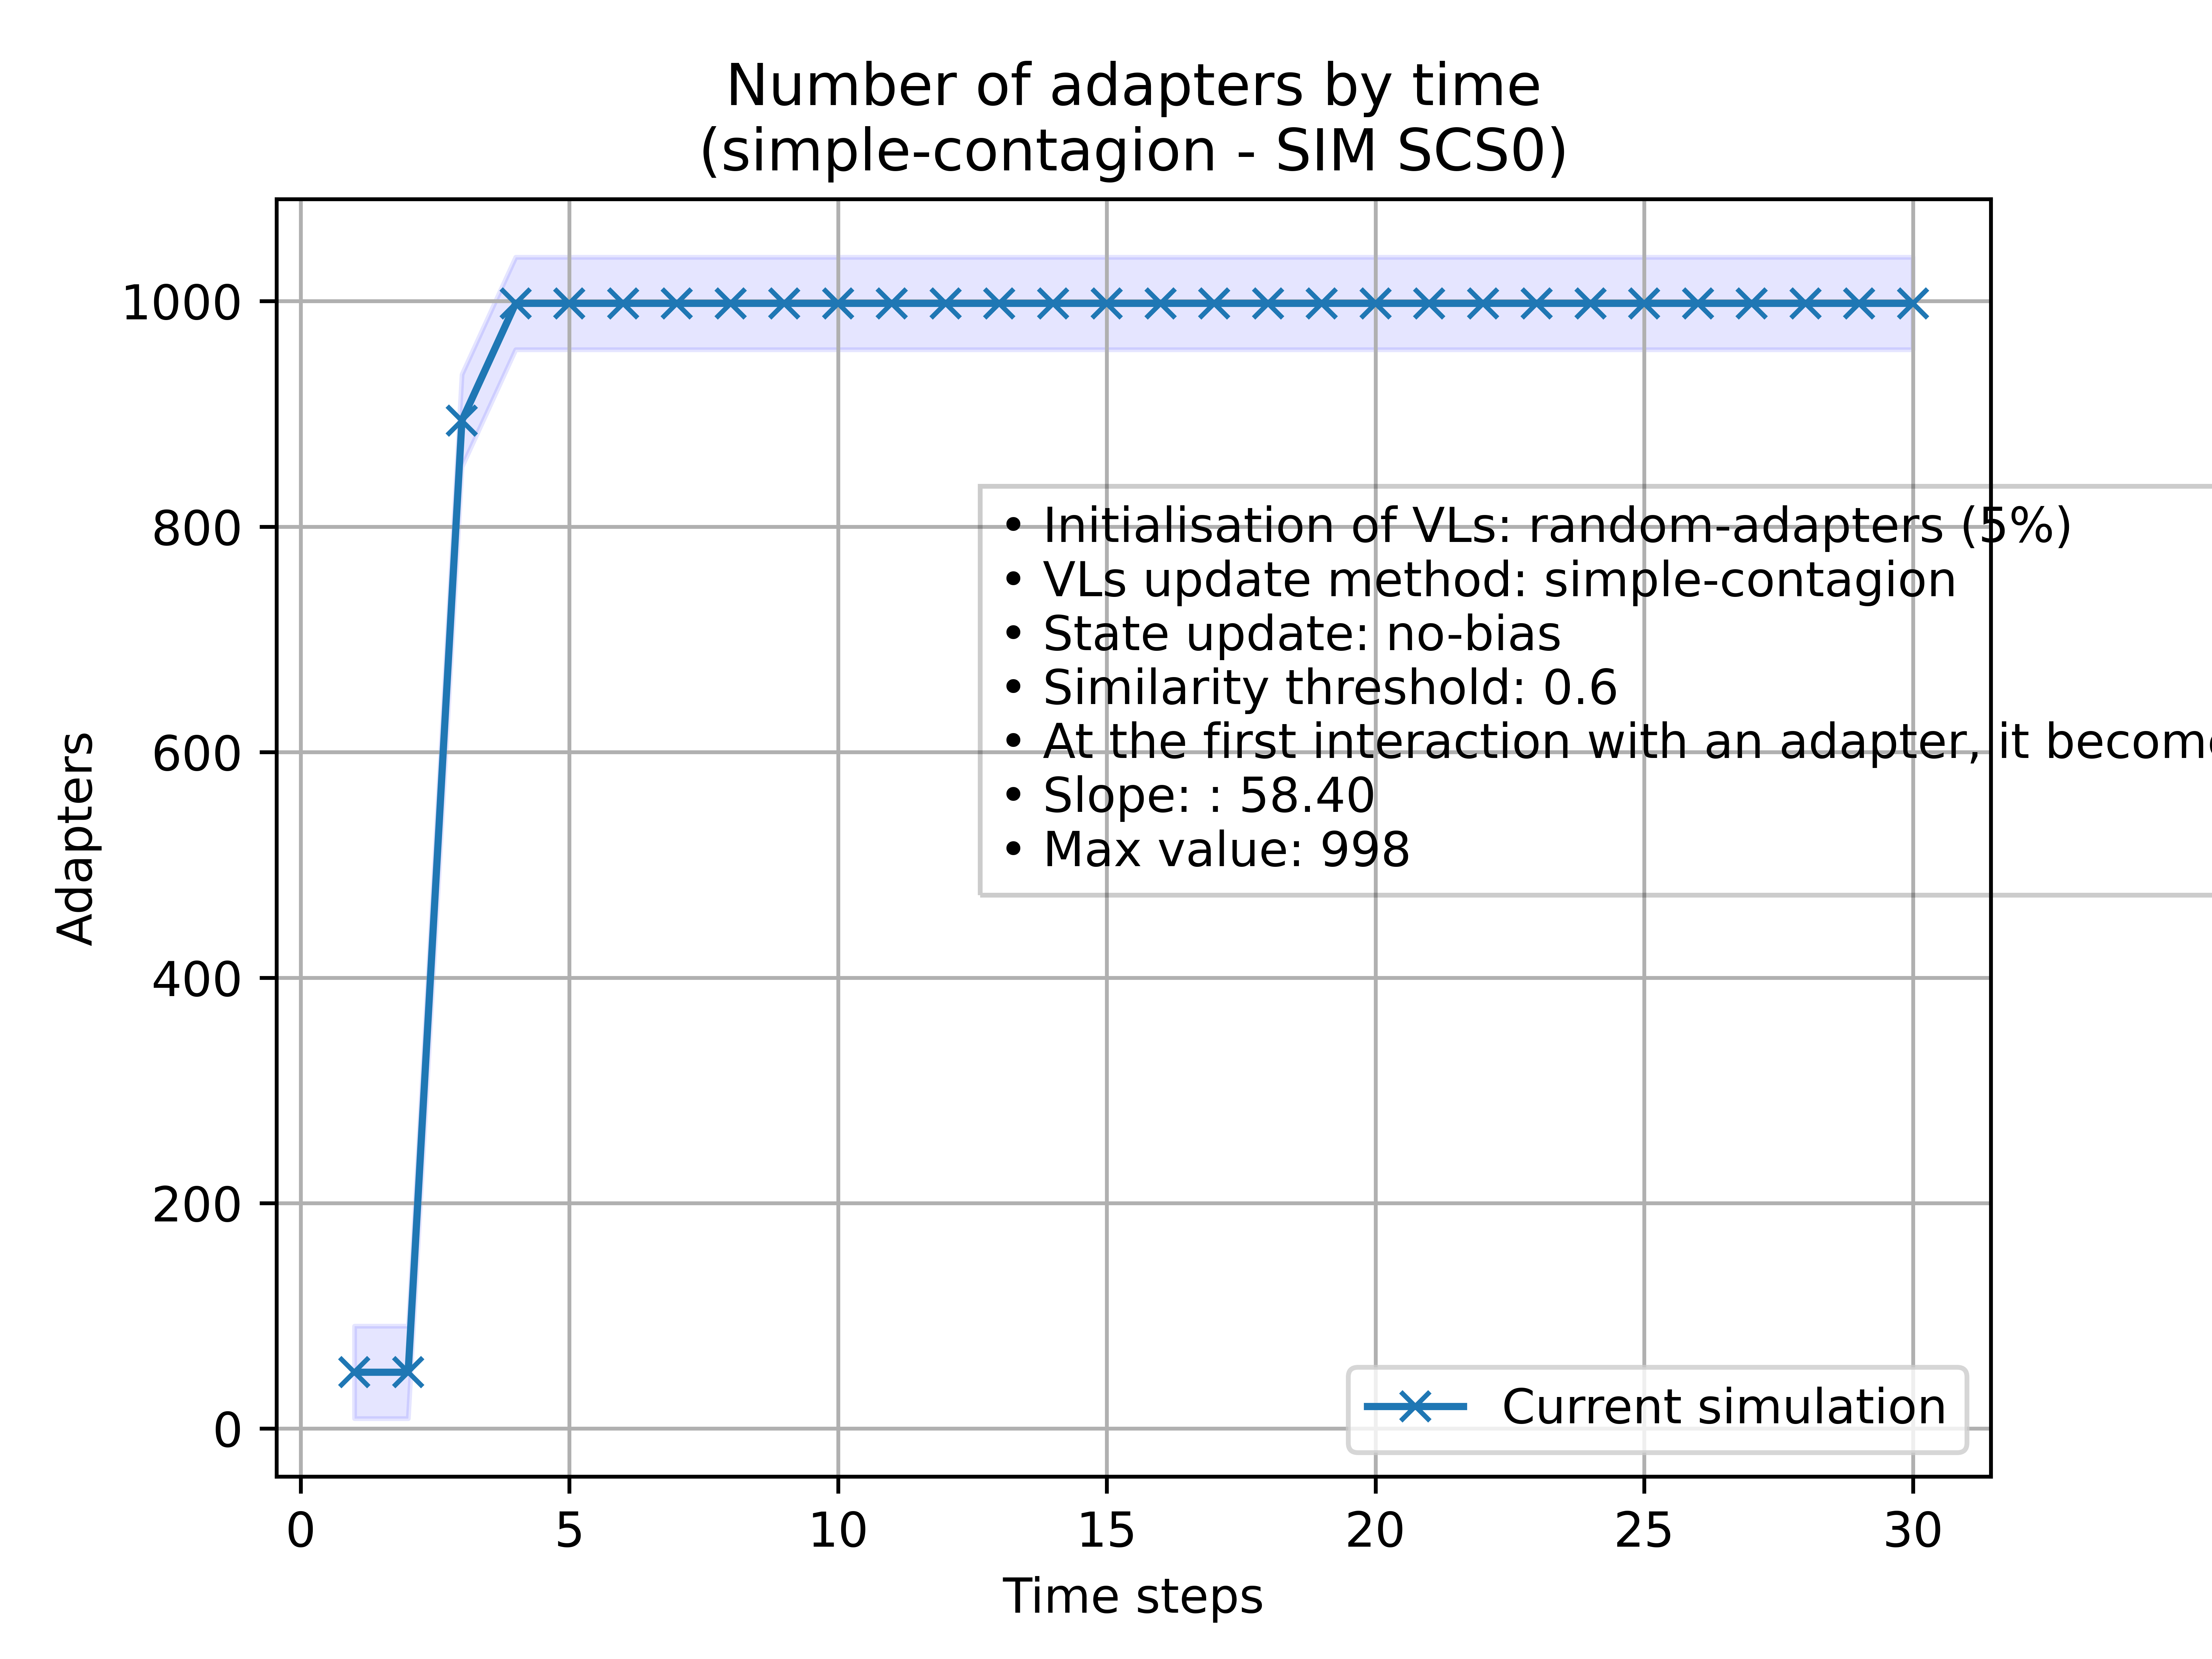 Number of adapters by time
(simple-contagion - SIM SCS0)
1000
800
600
400
200
0
Adapters
• Initialisation of VLs: random-adapters (5%)
• VLs update method: simple-contagion
• State update: no-bias
• Similarity threshold: 0.6
• At the first interaction with an adapter, it
• Slope: : 58.40
• Max value: 998
Current simulation
0 5 10 15 20 25 30
Time steps